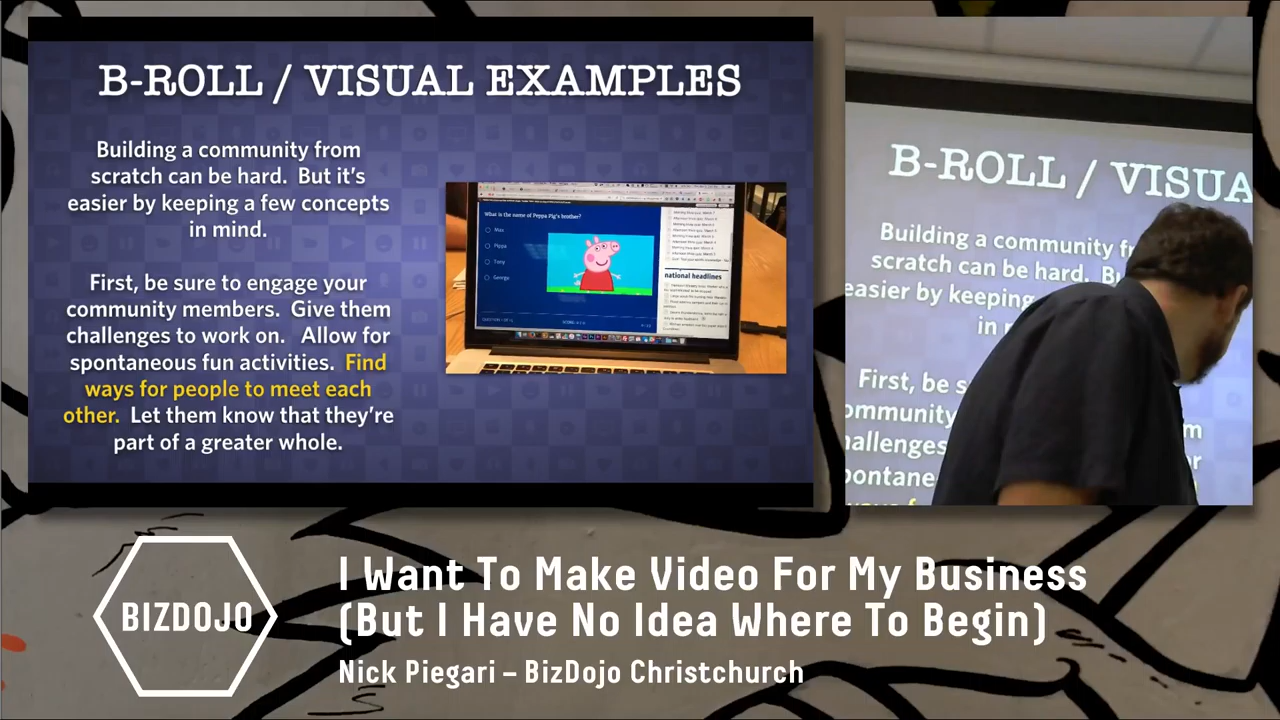 B-ROLL / VISUAL EXAMPLES
Building a community from
scratch can be hard.  But it's
easier by keeping a few concepts
in mind.
First, be sure to engage your
community members.  Give them
challenges to work on.   Allow for
spontaneous fun activities.  Find
ways for people to meet each
other.  Let them know that they're
part of a greater whole.
What is the name of Peppa Pig's brother?
Max
Pippa
Tony
George
national headlines
B-ROLL / VISUA
Building a community fr
scratch can be hard. Bu
easier by keeping
in
First, be s
ommunity
m
hallenges
or
pontane
BIZDOJO
I Want To Make Video For My Business
(But I Have No Idea Where To Begin)
Nick Piegari – BizDojo Christchurch